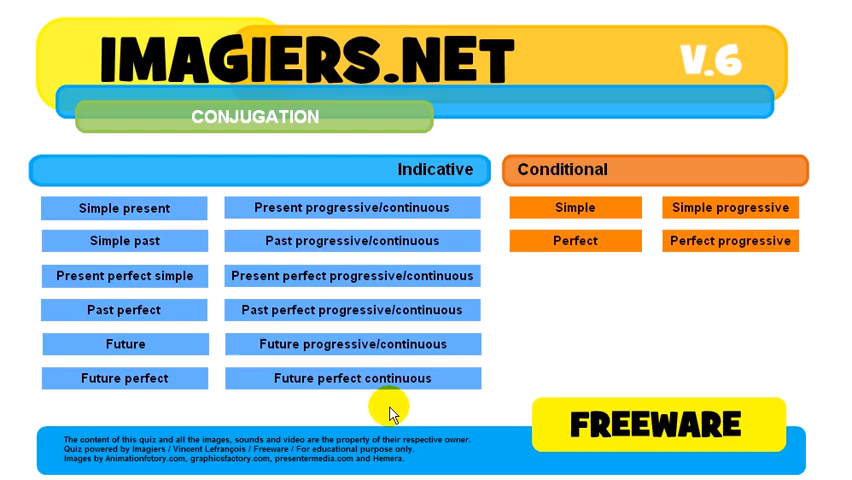 IMAGIERS.NET
V.6
CONJUGATION
Indicative
Conditional
Simple present
Present progressive/continuous
Simple
Simple progressive
Simple past
Past progressive/continuous
Perfect
Perfect progressive
Present perfect simple
Present perfect progressive/continuous
Past perfect
Past perfect progressive/continuous
Future
Future progressive/continuous
Future perfect
Future perfect continuous
FREEWARE
The content of this quiz and all the images, sounds and video are the property of their respective owner.
Quiz powered by Imagiers / Vincent Lefrançois / Freeware / For educational purpose only.
Images by Animationfotory.com, graphicsfactory.com, presentermedia.com and Hemera.